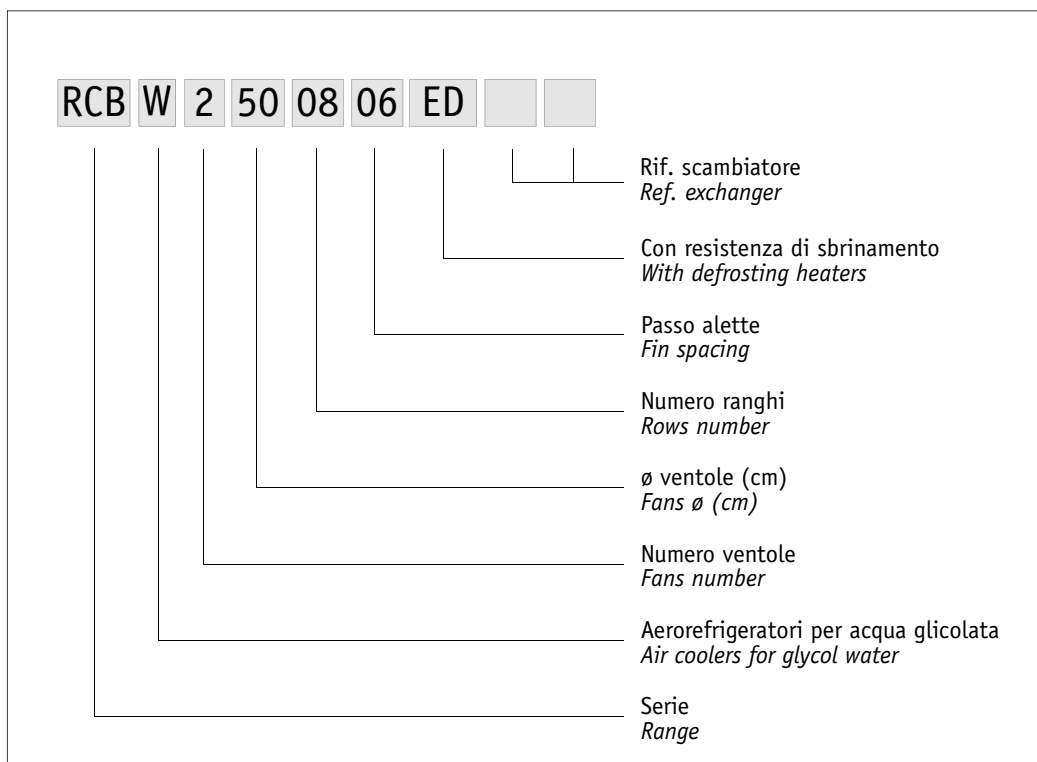 RCB W 2 50 08 06 ED
Rif. scambiatore
Ref. exchanger
Con resistenza di sbrinamento
With defrosting heaters
Passo alette
Fin spacing
Numero ranghi
Rows number
ø ventole (cm)
Fans ø (cm)
Numero ventole
Fans number
Aerorefrigeratori per acqua glicolata
Air coolers for glycol water
Serie
Range